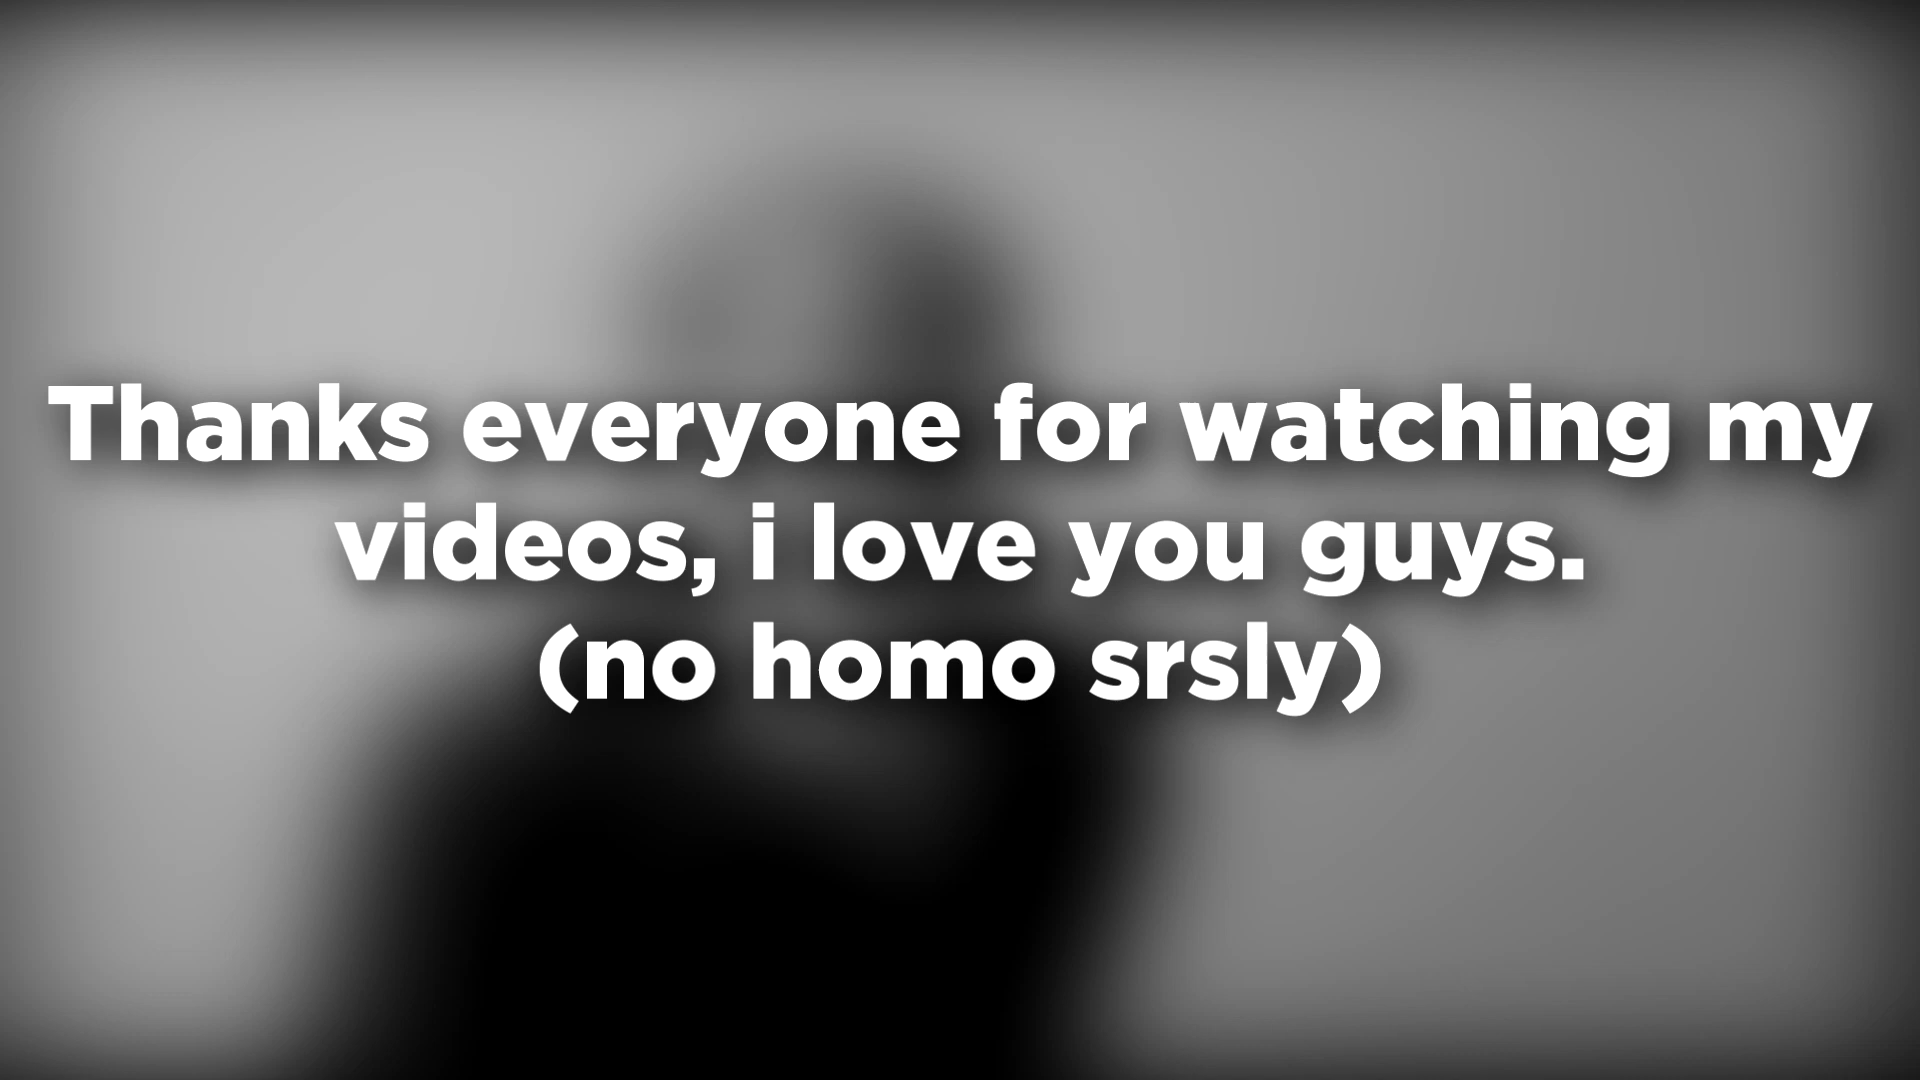 Thanks everyone for watching my
videos, i love you guys.
(no homo srsly)